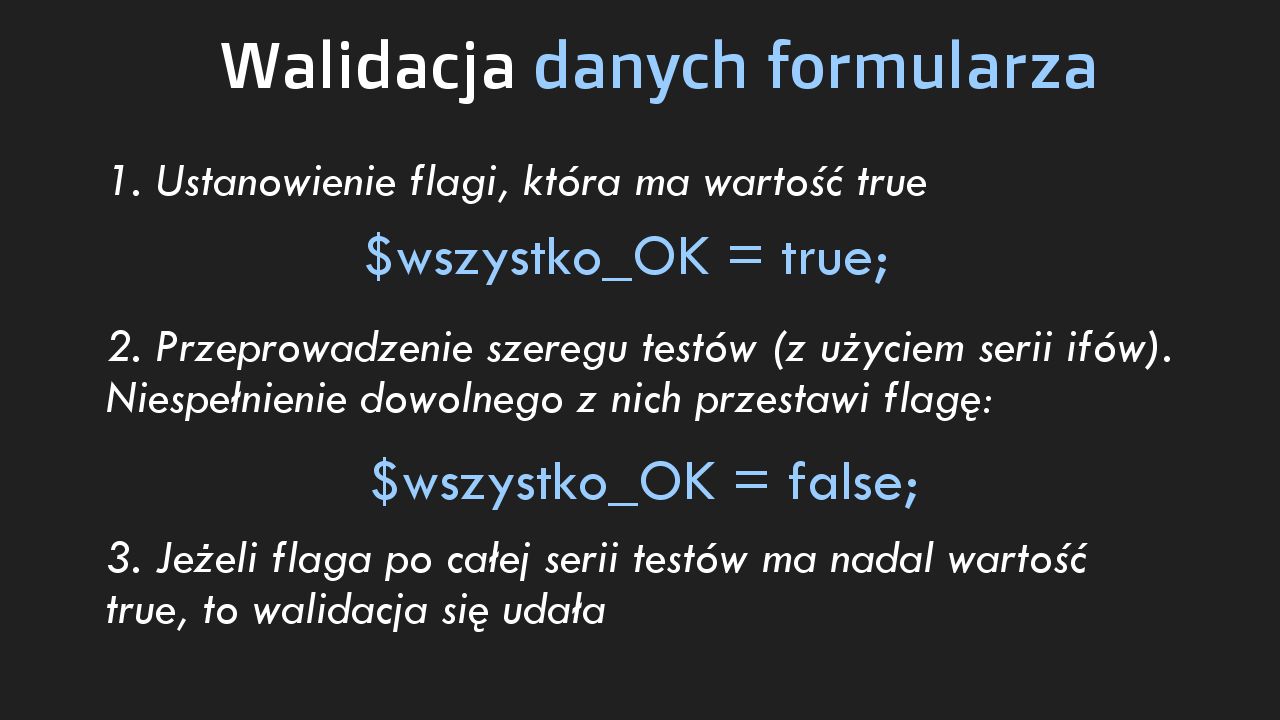 Walidacja danych formularza
1. Ustanowienie flagi, która ma wartość true
$wszystko_OK = true;
2. Przeprowadzenie szeregu testów (z użyciem serii ifów).
Niespełnienie dowolnego z nich przestawi flagę:
$wszystko_OK = false;
3. Jeżeli flaga po całej serii testów ma nadal wartość
true, to walidacja się udała